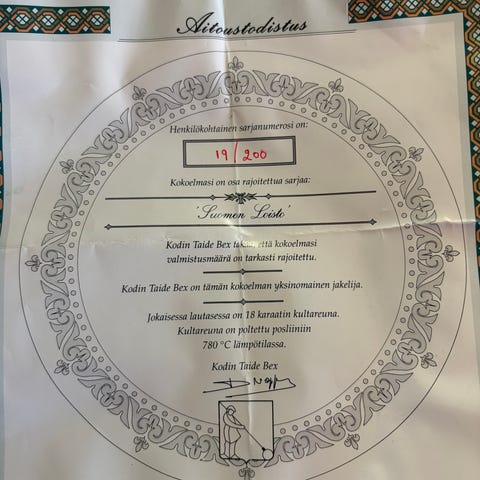 Aitoustodistus
Henkilökohtainen sarjanumerosi on:
19/200
Kokoelmasi on osa rajoitettua sarjaa:
'Suomen Loisto'
Kodin Taide Bex takaa, että kokoelmasi
valmistusmäärä on tarkasti rajoitettu.
Kodin Taide Bex on tämän kokoelman yksinomainen jakelija.
Jokaisessa lautasessa on 18 karaatin kultareuna.
Kultareuna on poltettu posliiniin
780 °C lämpötilassa.
Kodin Taide Bex